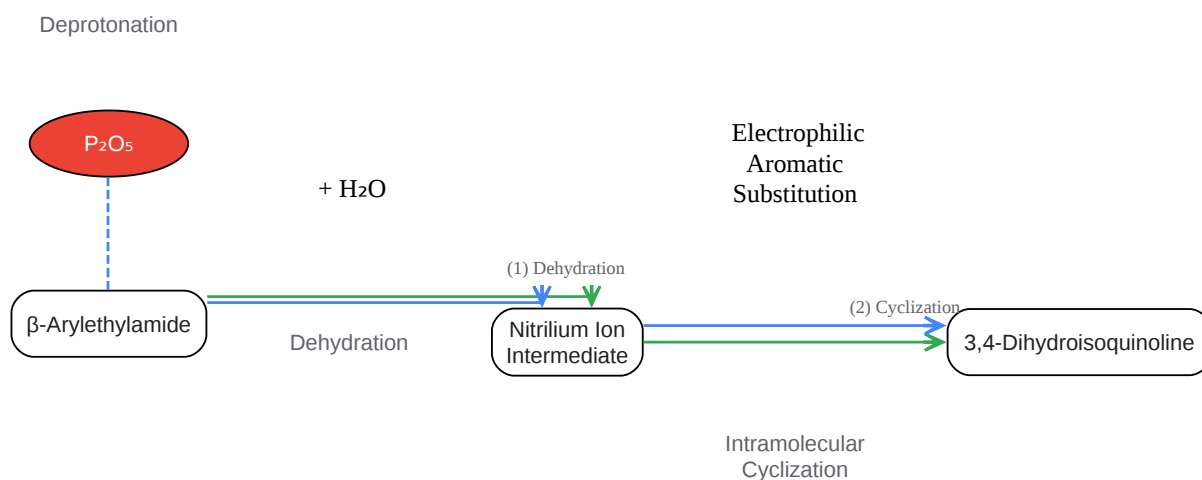 Deprotonation
P₂O₅
+ H₂O
Electrophilic
Aromatic
Substitution
(1) Dehydration
β-Arylethylamide
Dehydration
Nitrilium Ion
Intermediate
(2) Cyclization
3,4-Dihydroisoquinoline
Intramolecular
Cyclization